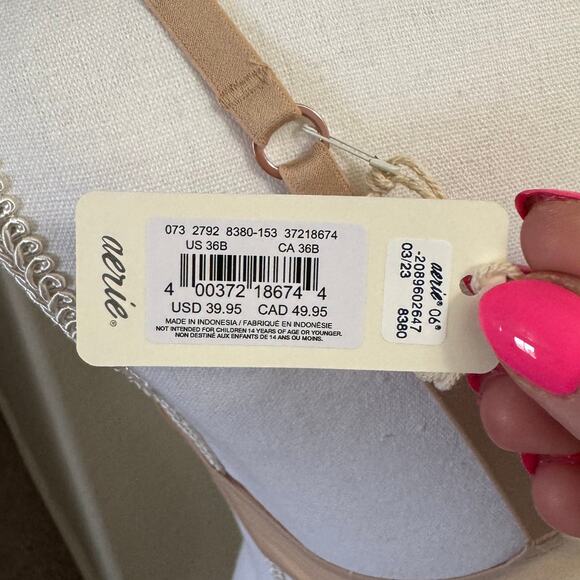 aerie®
073 2792 8380-153 37218674
US 36B CA 36B
4 00372 18674 4
USD 39.95 CAD 49.95
MADE IN INDONESIA / FABRIQUÉ EN INDONÉSIE
NOT INTENDED FOR CHILDREN 14 YEARS OF AGE OR YOUNGER.
NON DESTINÉ AUX ENFANTS DE 14 ANS OU MOINS.
aerie® 06®
-2089602647
03/23 8380